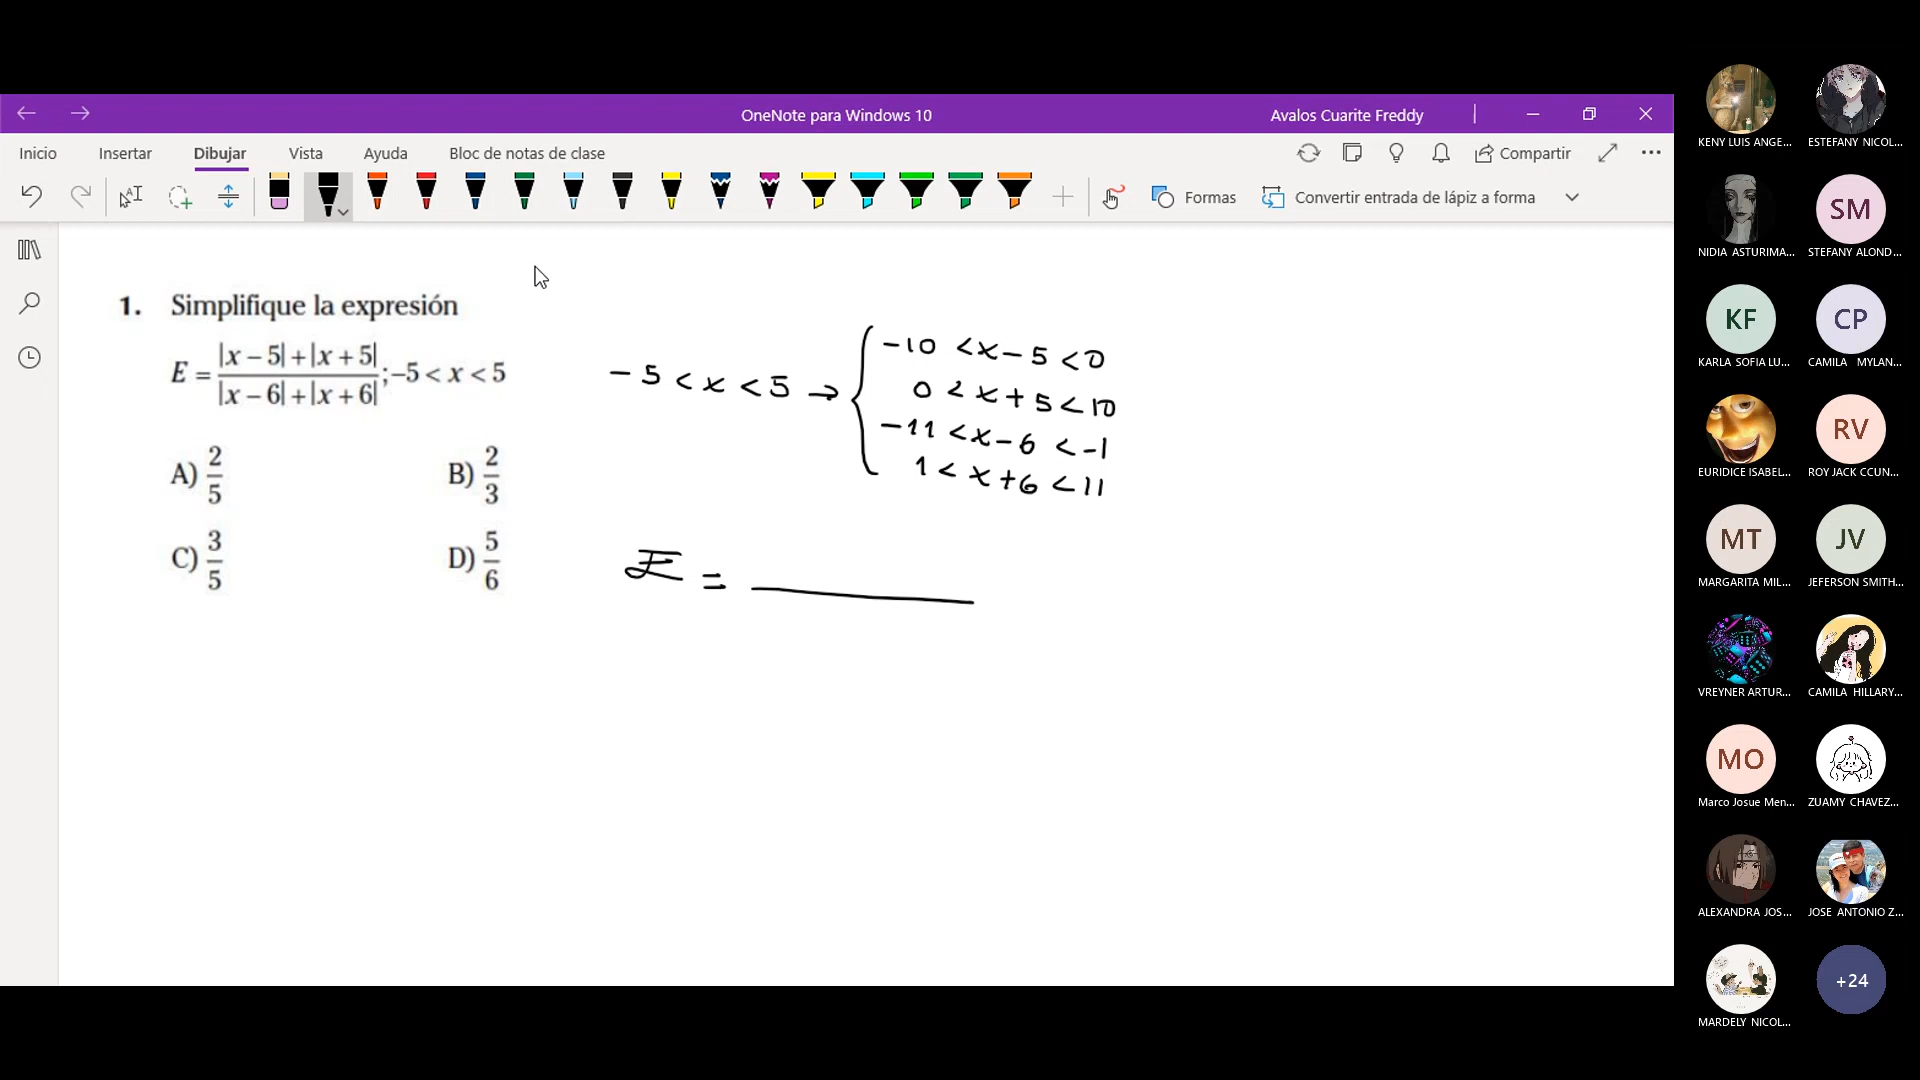 OneNote para Windows 10
Avalos Cuarite Freddy
Inicio Insertar Dibujar Vista Ayuda Bloc de notas de clase Compartir
Formas Convertir entrada de lápiz a forma
1. Simplifique la expresión
E = |x − 5| + |x + 5| / |x − 6| + |x + 6| ; −5 < x < 5
A) 2/5 B) 2/3
C) 3/5 D) 5/6
-5 < x < 5 →
-10 < x - 5 < 0
0 < x + 5 < 10
-11 < x - 6 < -1
1 < x + 6 < 11
E =
KENY LUIS ANGE... ESTEFANY NICOL...
NIDIA ASTURIMA... SM STEFANY ALOND...
KF KARLA SOFIA LU... CP CAMILA MYLAN...
EURIDICE ISABEL... RV ROY JACK CCUN...
MT MARGARITA MIL... JV JEFERSON SMITH...
VREYNER ARTUR... CAMILA HILLARY...
MO Marco Josue Men... ZUAMY CHAVEZ...
ALEXANDRA JOS... JOSE ANTONIO Z...
MARDELY NICOL... +24